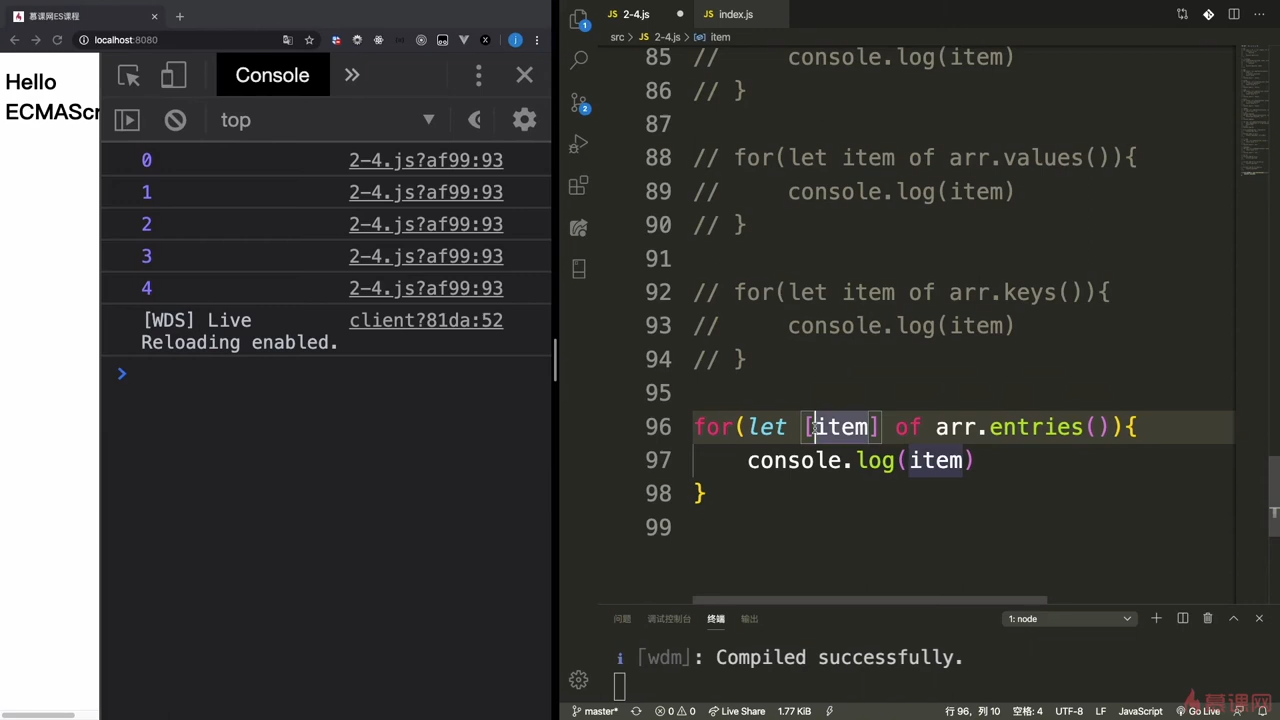 慕课网ES课程
localhost:8080
Hello
ECMAScr
Console
top
0 2-4.js?af99:93
1 2-4.js?af99:93
2 2-4.js?af99:93
3 2-4.js?af99:93
4 2-4.js?af99:93
[WDS] Live client?81da:52
Reloading enabled.
2-4.js
index.js
src > 2-4.js > item
85 // console.log(item)
86 // }
87
88 // for(let item of arr.values()){
89 // console.log(item)
90 // }
91
92 // for(let item of arr.keys()){
93 // console.log(item)
94 // }
95
96 for(let [item] of arr.entries()){
97 console.log(item)
98 }
99
问题 调试控制台 终端 输出
1: node
i ｢wdm｣: Compiled successfully.
master* 0 0 Live Share 1.77 KiB 行 96, 列 10 空格: 4 UTF-8 LF JavaScript Go Live
慕课网